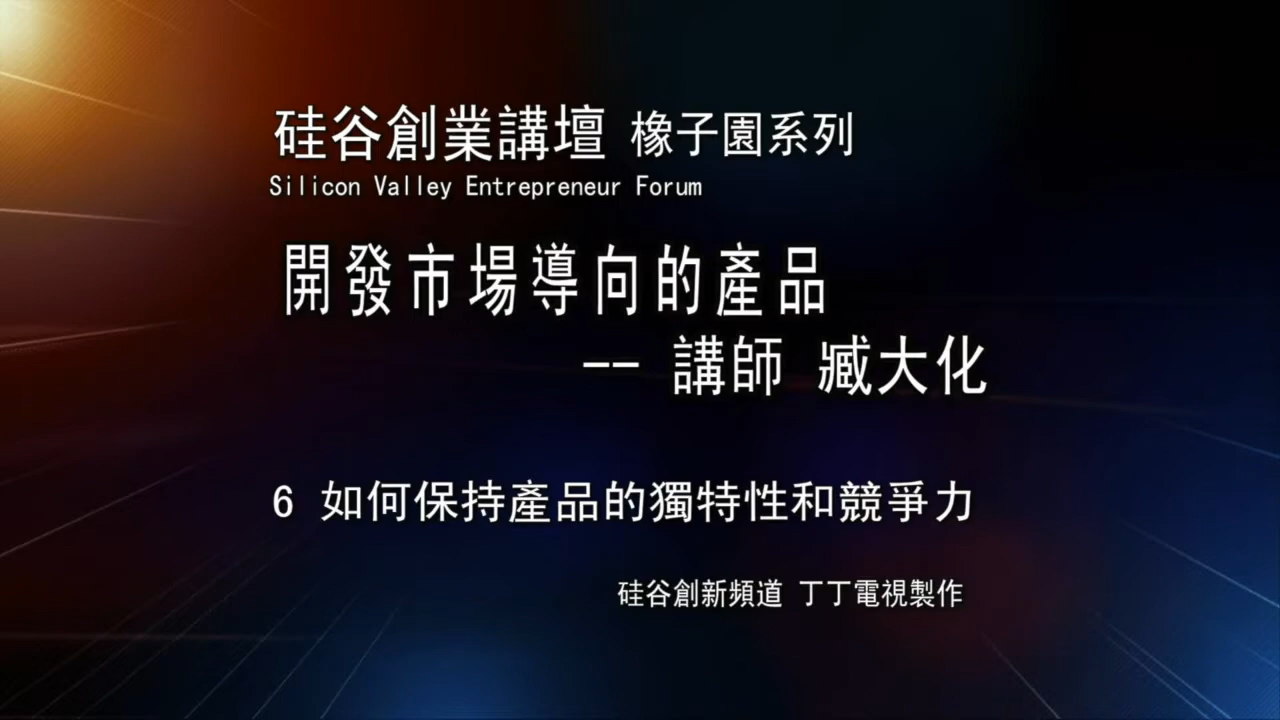 硅谷創業講壇 橡子園系列
Silicon Valley Entrepreneur Forum
開發市場導向的產品
-- 講師 臧大化
6 如何保持產品的獨特性和競爭力
硅谷創新頻道 丁丁電視製作